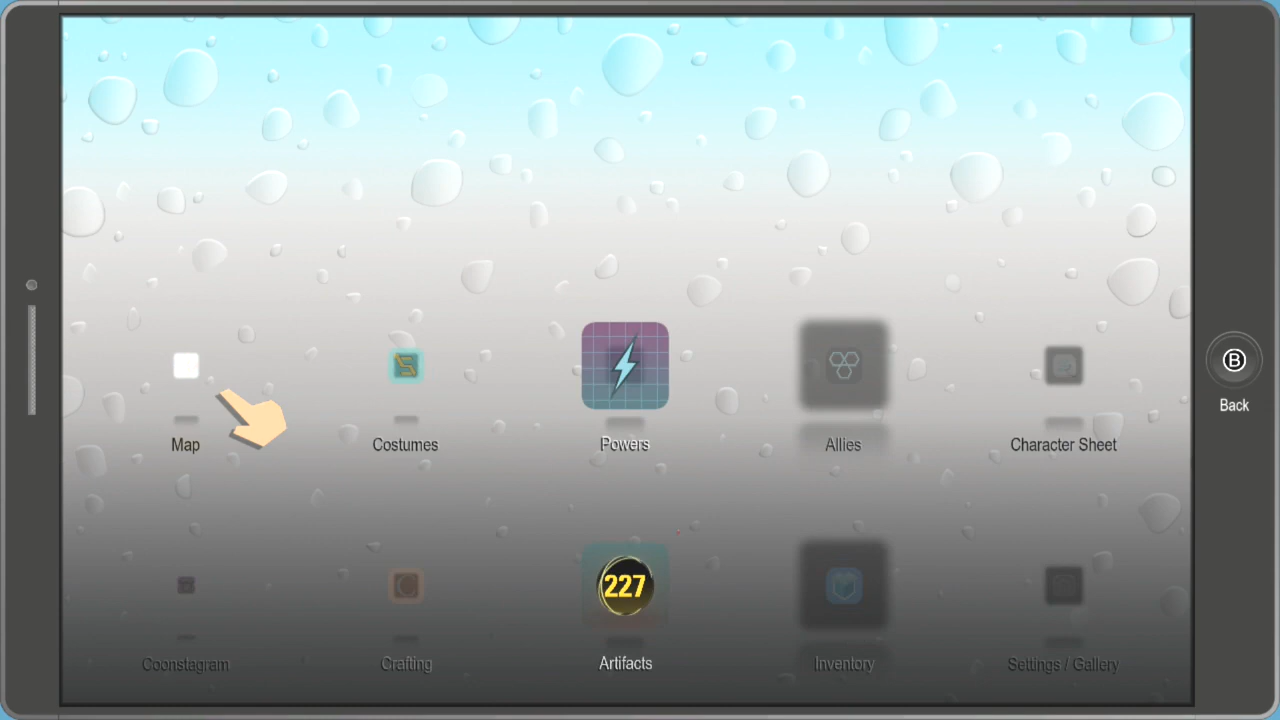 B
Back
Map
Costumes
Powers
Allies
Character Sheet
227
Coonstagram
Crafting
Artifacts
Inventory
Settings / Gallery